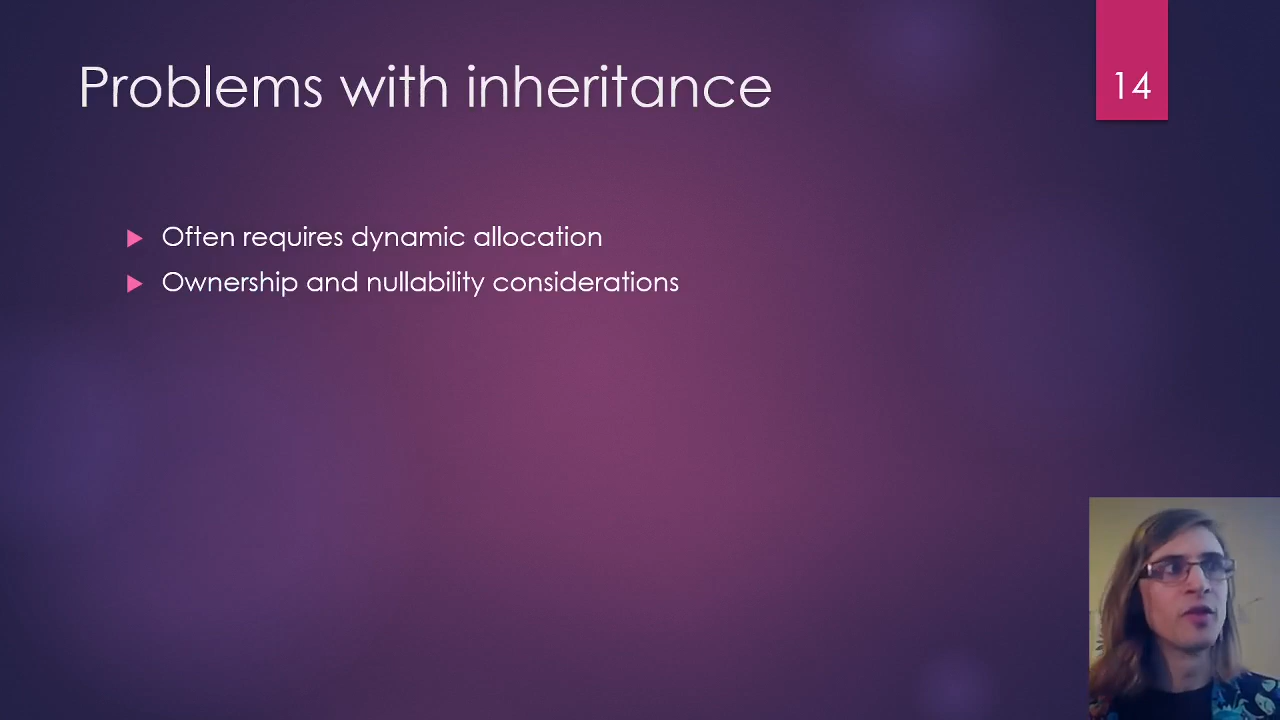 Problems with inheritance
14
Often requires dynamic allocation
Ownership and nullability considerations